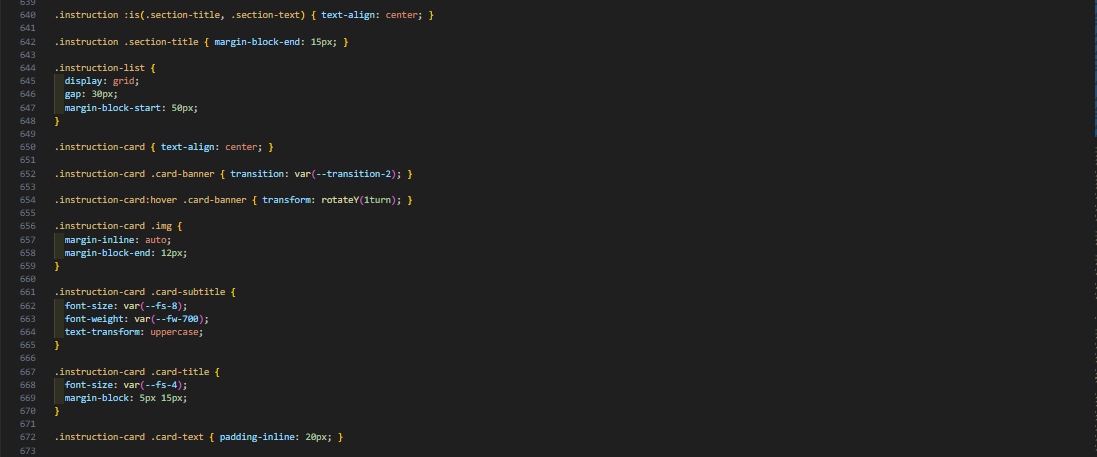 639
640 .instruction :is(.section-title, .section-text) { text-align: center; }
641
642 .instruction .section-title { margin-block-end: 15px; }
643
644 .instruction-list {
645   display: grid;
646   gap: 30px;
647   margin-block-start: 50px;
648 }
649
650 .instruction-card { text-align: center; }
651
652 .instruction-card .card-banner { transition: var(--transition-2); }
653
654 .instruction-card:hover .card-banner { transform: rotateY(1turn); }
655
656 .instruction-card .img {
657   margin-inline: auto;
658   margin-block-end: 12px;
659 }
660
661 .instruction-card .card-subtitle {
662   font-size: var(--fs-8);
663   font-weight: var(--fw-700);
664   text-transform: uppercase;
665 }
666
667 .instruction-card .card-title {
668   font-size: var(--fs-4);
669   margin-block: 5px 15px;
670 }
671
672 .instruction-card .card-text { padding-inline: 20px; }
673